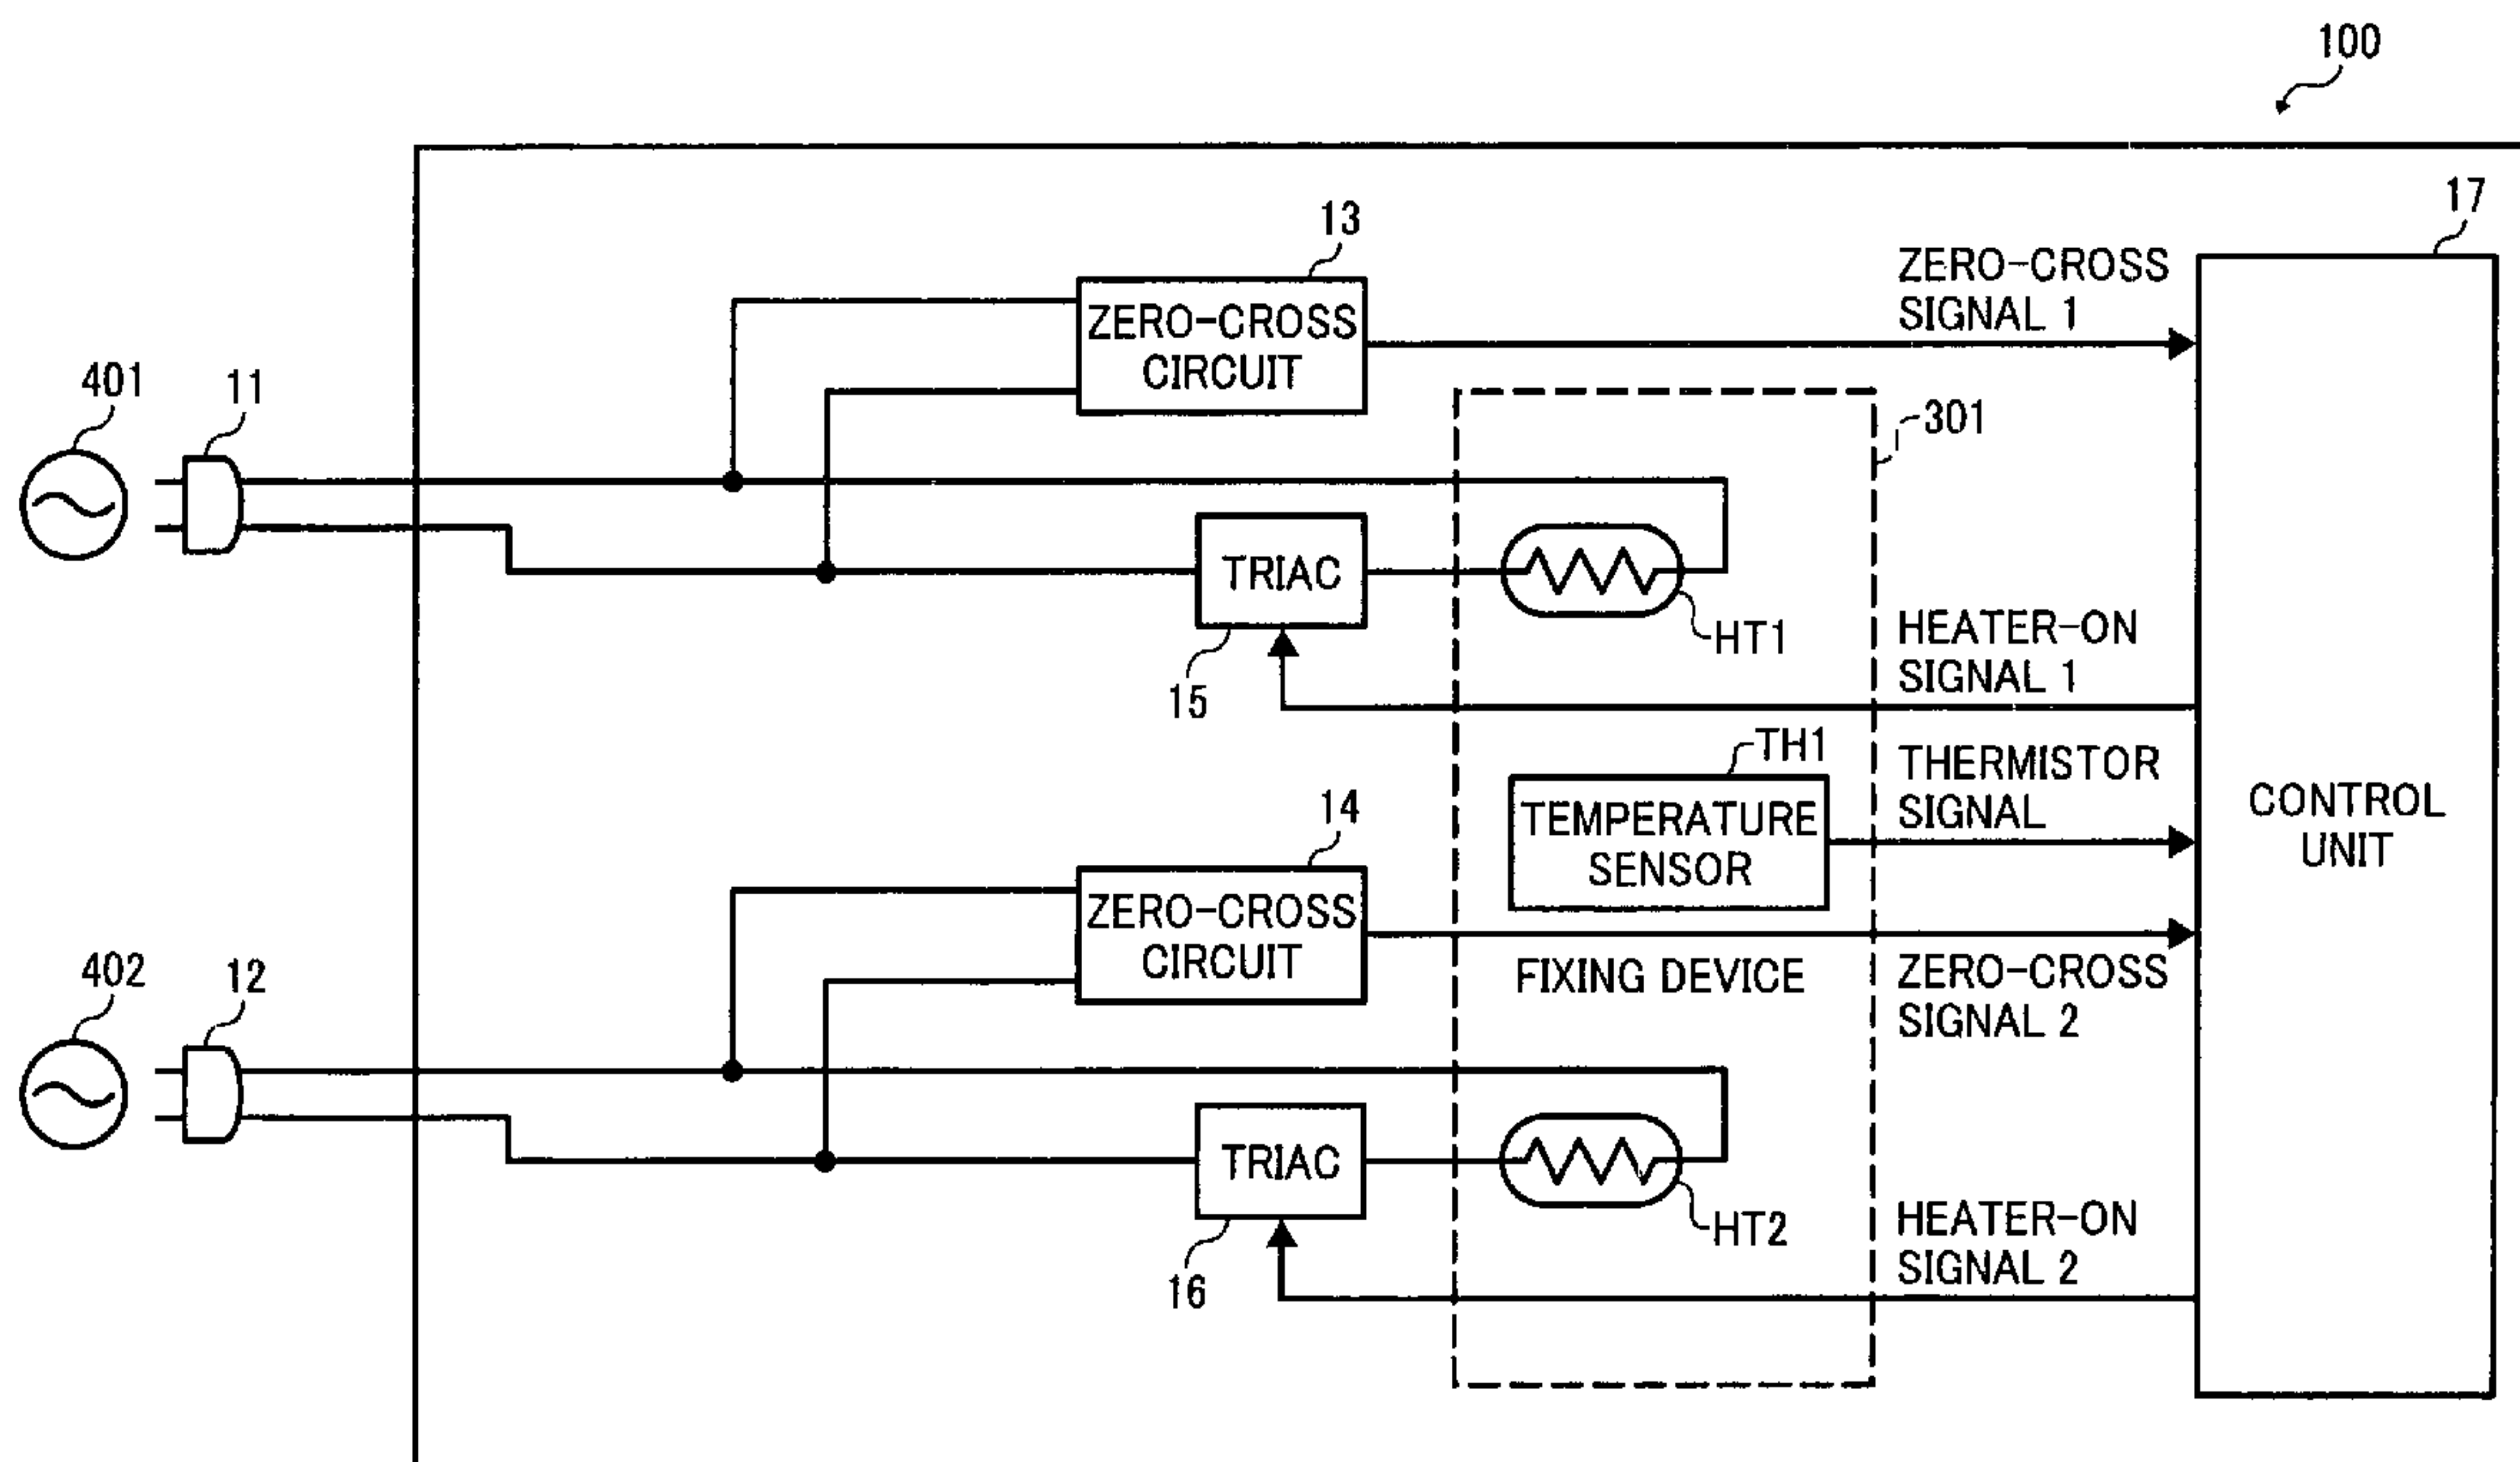 100
17
13
ZERO-CROSS
SIGNAL 1
ZERO-CROSS
CIRCUIT
401
11
301
TRIAC
HT1
15
HEATER-ON
SIGNAL 1
TH1
THERMISTOR
SIGNAL
TEMPERATURE
SENSOR
CONTROL
UNIT
14
ZERO-CROSS
CIRCUIT
FIXING DEVICE
ZERO-CROSS
SIGNAL 2
402
12
TRIAC
HT2
16
HEATER-ON
SIGNAL 2